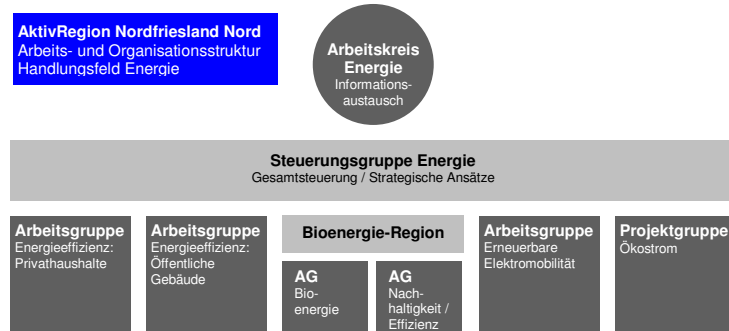 AktivRegion Nordfriesland Nord
Arbeits- und Organisationsstruktur
Handlungsfeld Energie
Arbeitskreis
Energie
Informations-
austausch
Steuerungsgruppe Energie
Gesamtsteuerung / Strategische Ansätze
Arbeitsgruppe
Energieeffizienz:
Privathaushalte
Arbeitsgruppe
Energieeffizienz:
Öffentliche
Gebäude
Bioenergie-Region
AG
Bio-
energie
AG
Nach-
haltigkeit /
Effizienz
Arbeitsgruppe
Erneuerbare
Elektromobilität
Projektgruppe
Ökostrom